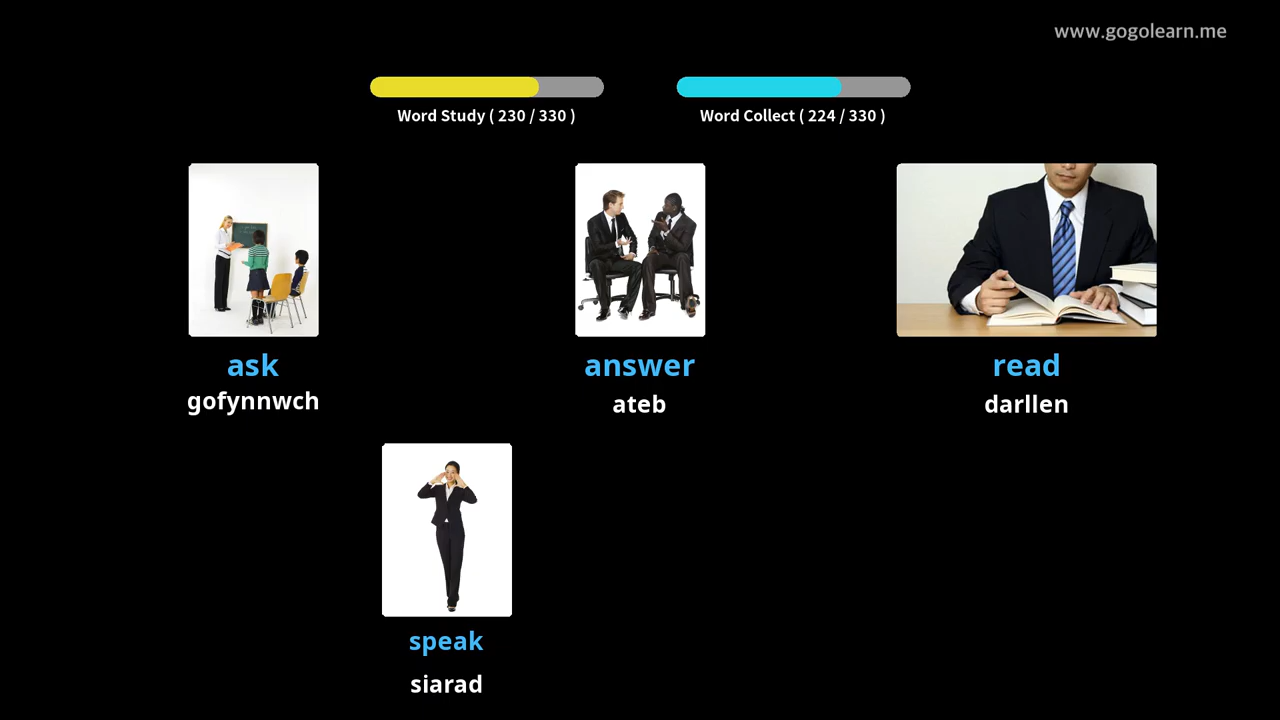 www.gogolearn.me
Word Study ( 230 / 330 )
Word Collect ( 224 / 330 )
ask
gofynnwch
answer
ateb
read
darllen
speak
siarad